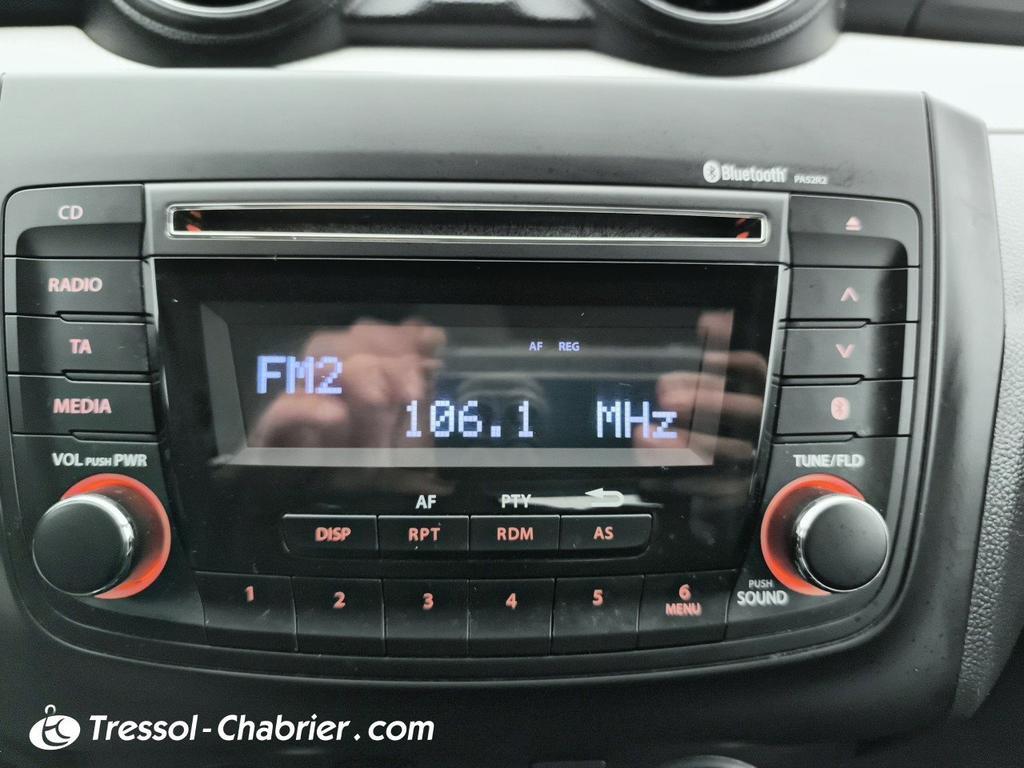 Bluetooth PA52R2
CD
RADIO
TA
MEDIA
VOL PUSH PWR
AF REG
FM2
106.1 MHz
TUNE/FLD
AF PTY
DISP RPT RDM AS
1 2 3 4 5 6
MENU
PUSH
SOUND
Tressol-Chabrier.com